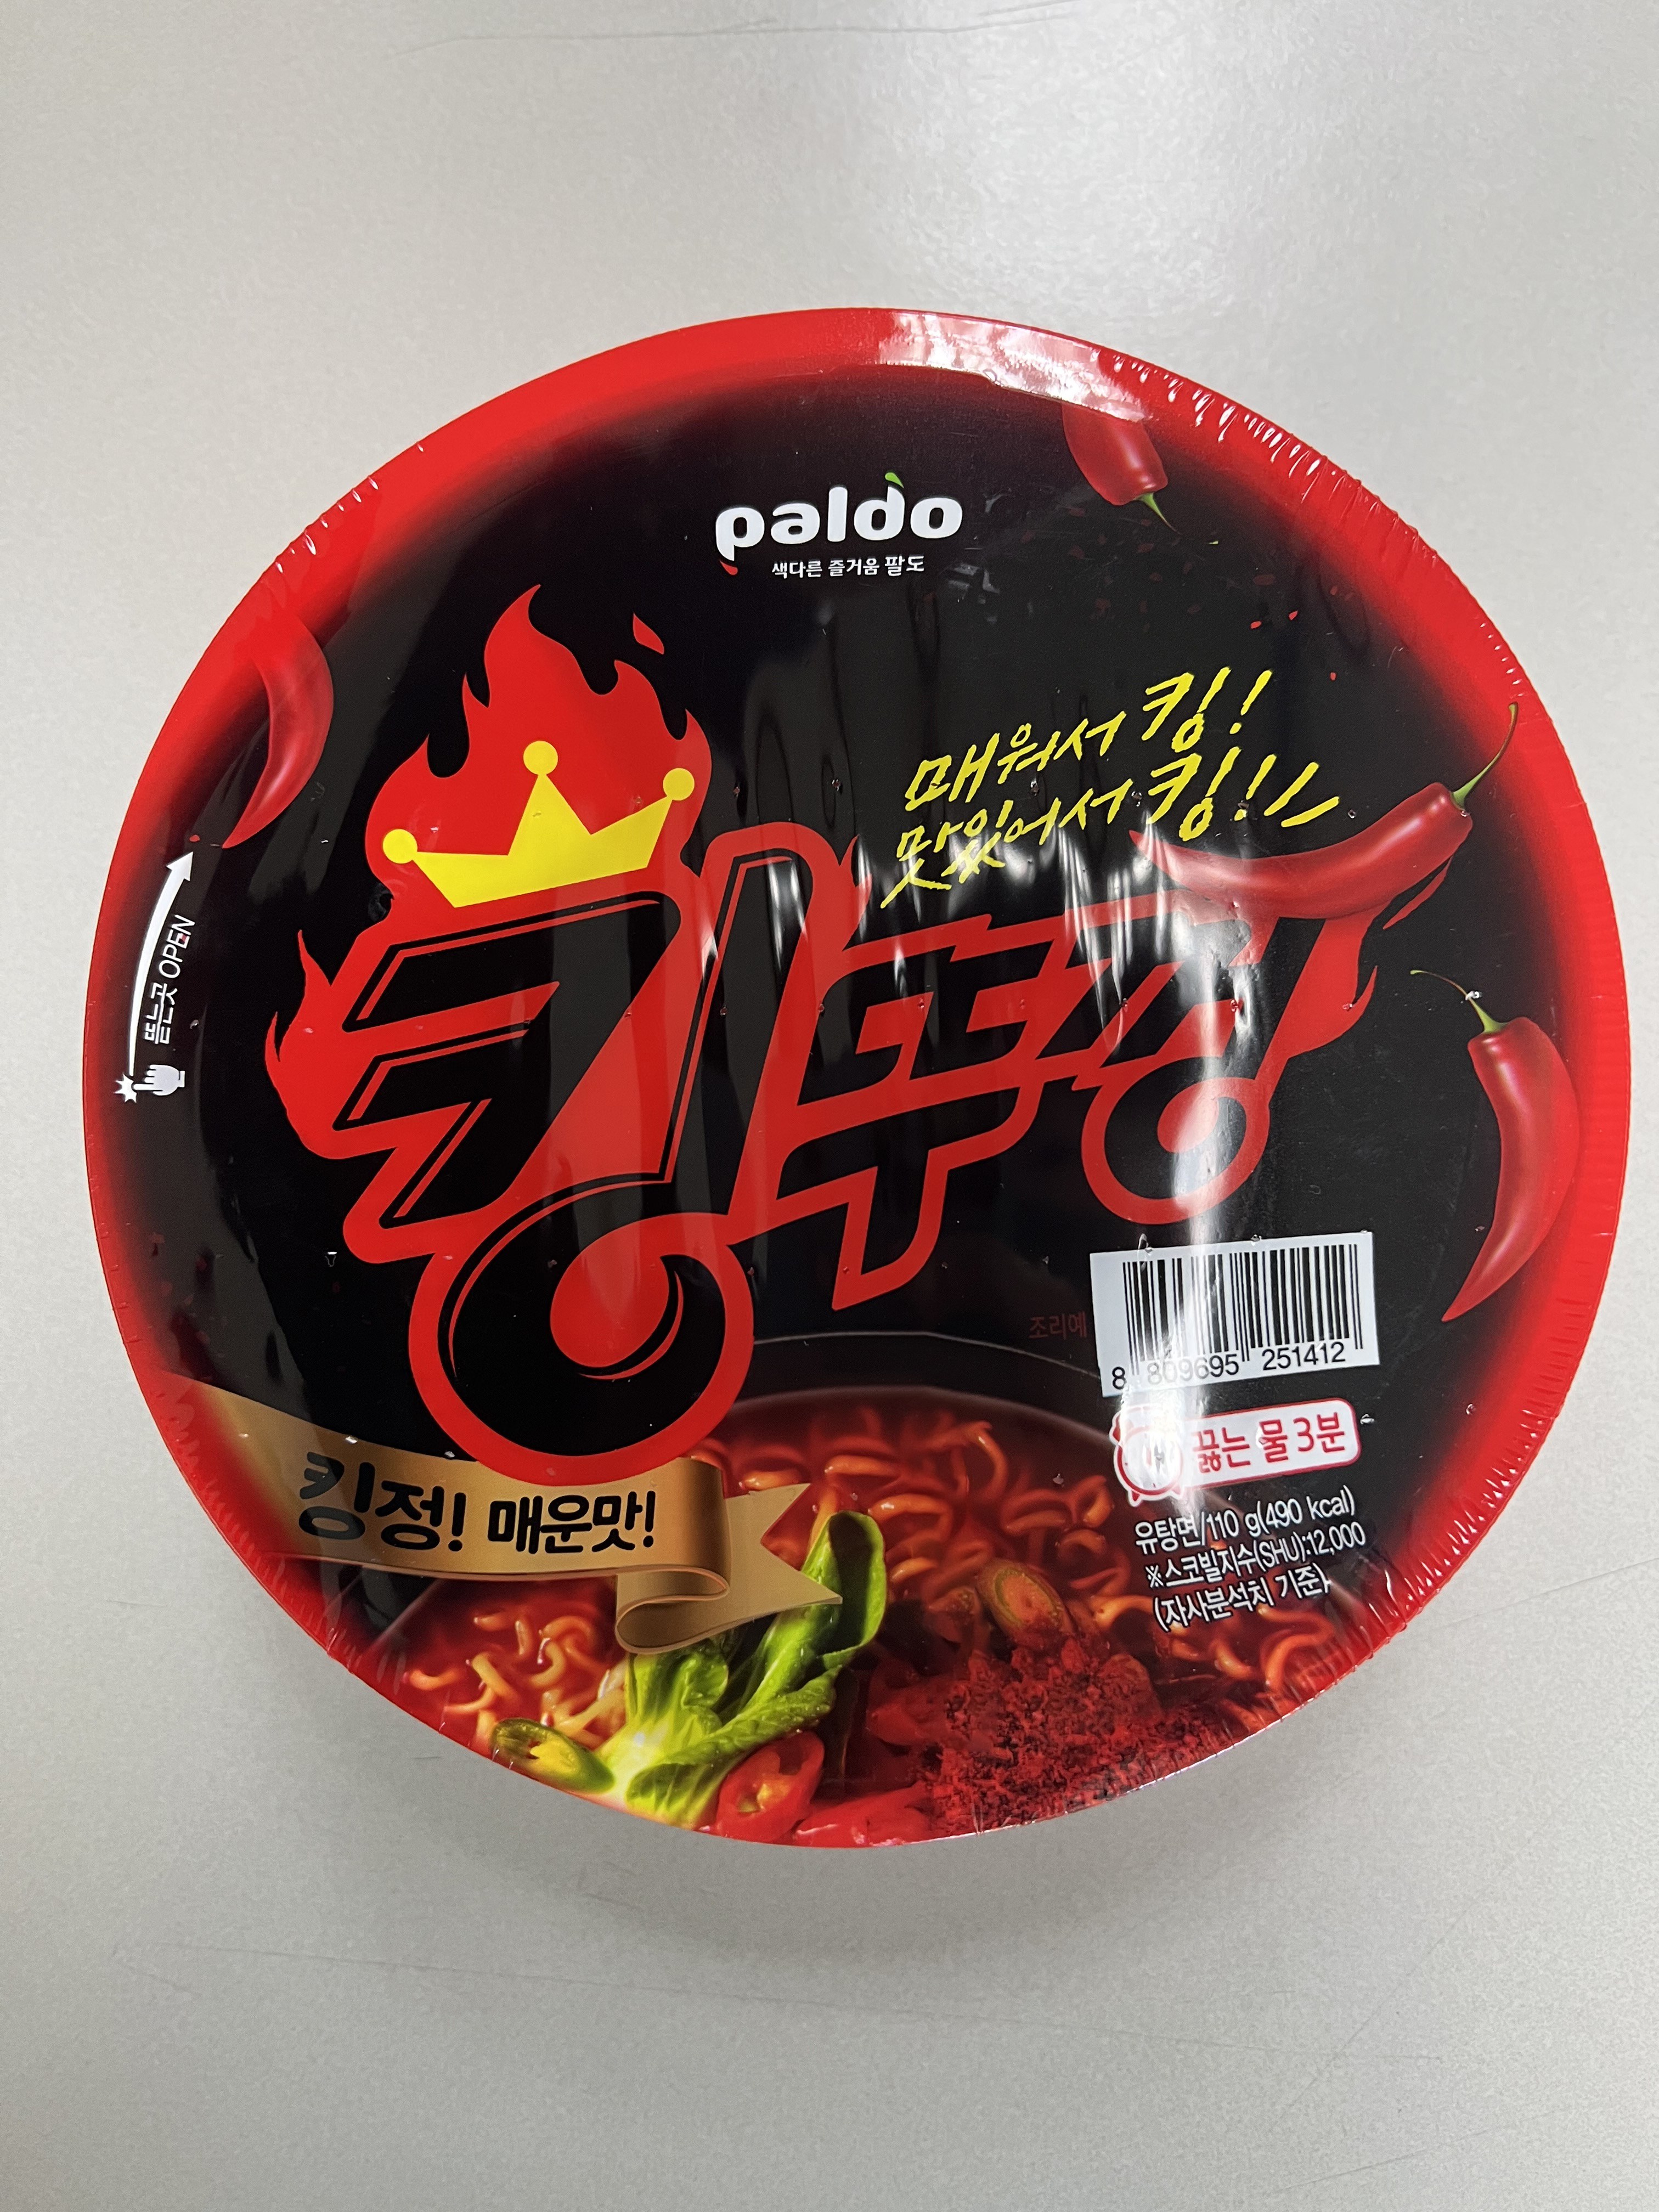 paldo
색다른 즐거움 팔도
매워서 킹!
맛있어서 킹!
킹뚜껑
뜯는곳 OPEN
조리예
8 809695 251412
끓는 물 3분
킹정! 매운맛!
유탕면/110 g(490 kcal)
※스코빌지수(SHU):12,000
(자사분석치 기준)